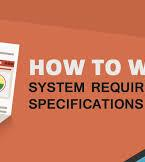 HOW TO W
SYSTEM REQUIR
SPECIFICATIONS